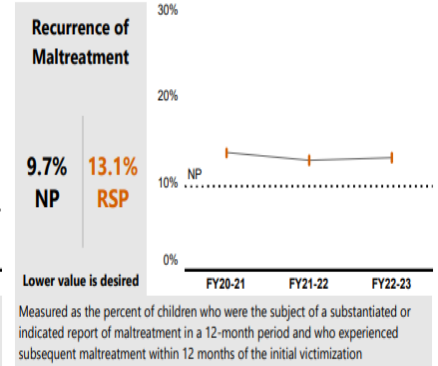 Recurrence of
Maltreatment
9.7%
NP
13.1%
RSP
Lower value is desired
30%
20%
10%
0%
NP
FY20-21
FY21-22
FY22-23
Measured as the percent of children who were the subject of a substantiated or
indicated report of maltreatment in a 12-month period and who experienced
subsequent maltreatment within 12 months of the initial victimization